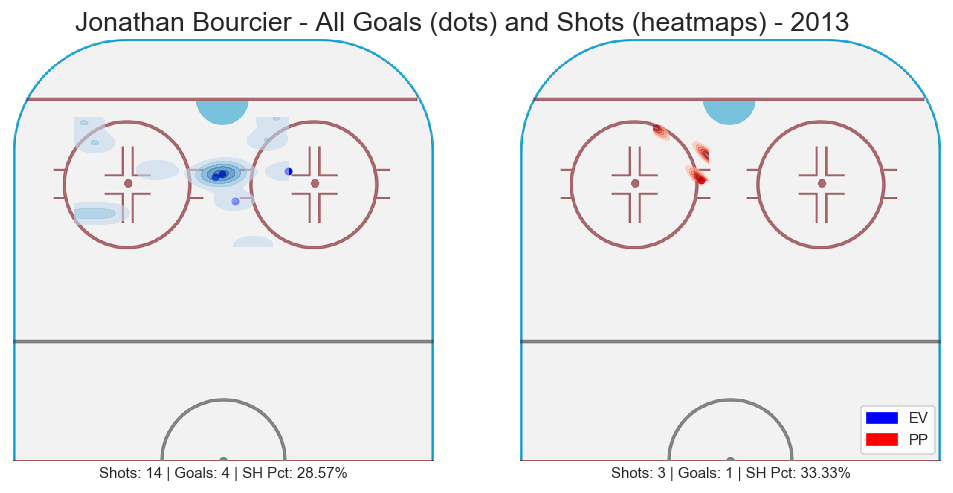 Jonathan Bourcier - All Goals (dots) and Shots (heatmaps) - 2013
EV
PP
Shots: 14 | Goals: 4 | SH Pct: 28.57%
Shots: 3 | Goals: 1 | SH Pct: 33.33%